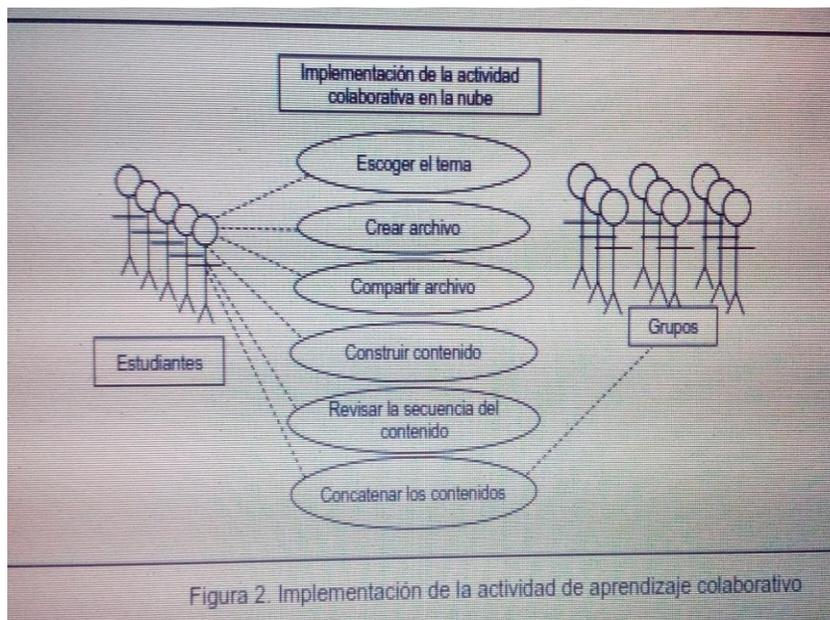 Implementación de la actividad
colaborativa en la nube
Escoger el tema
Crear archivo
Compartir archivo
Grupos
Construir contenido
Estudiantes
Revisar la secuencia del
contenido
Concatenar los contenidos
Figura 2. Implementación de la actividad de aprendizaje colaborativo